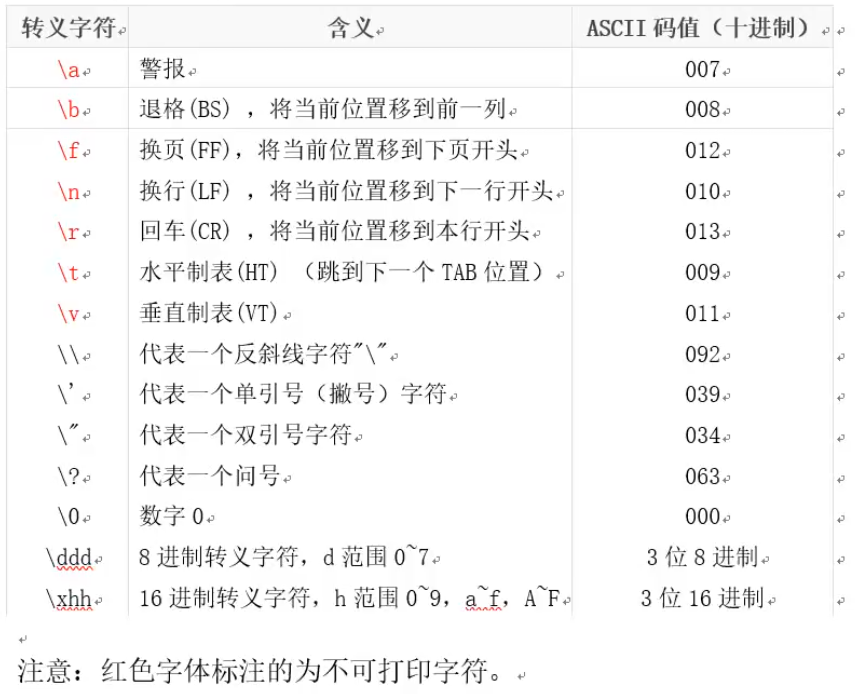 转义字符 含义 ASCII 码值（十进制）
\a 警报 007
\b 退格(BS) ，将当前位置移到前一列 008
\f 换页(FF)，将当前位置移到下页开头 012
\n 换行(LF) ，将当前位置移到下一行开头 010
\r 回车(CR) ，将当前位置移到本行开头 013
\t 水平制表(HT) （跳到下一个 TAB 位置） 009
\v 垂直制表(VT) 011
\\ 代表一个反斜线字符"\" 092
\' 代表一个单引号（撇号）字符 039
\" 代表一个双引号字符 034
\? 代表一个问号 063
\0 数字 0 000
\ddd 8 进制转义字符，d 范围 0~7 3 位 8 进制
\xhh 16 进制转义字符，h 范围 0~9，a~f，A~F 3 位 16 进制
注意：红色字体标注的为不可打印字符。